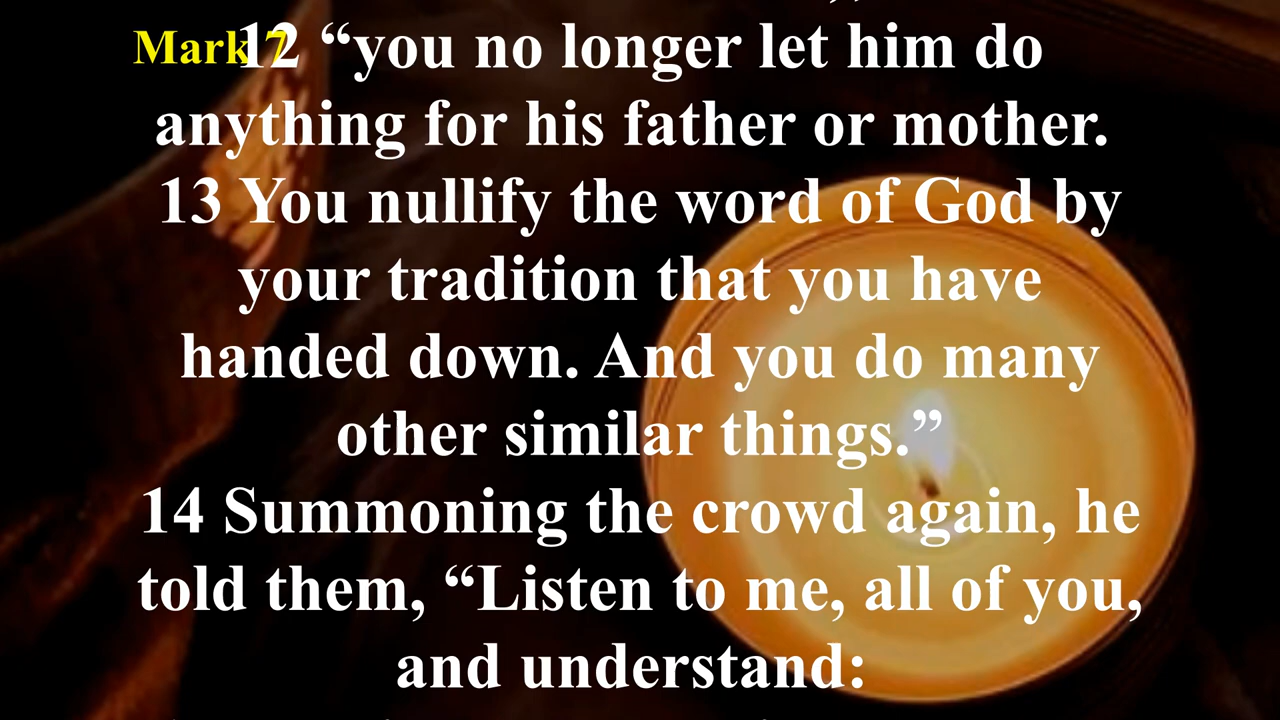 Mark 7
12 “you no longer let him do
anything for his father or mother.
13 You nullify the word of God by
your tradition that you have
handed down. And you do many
other similar things.”
14 Summoning the crowd again, he
told them, “Listen to me, all of you,
and understand: